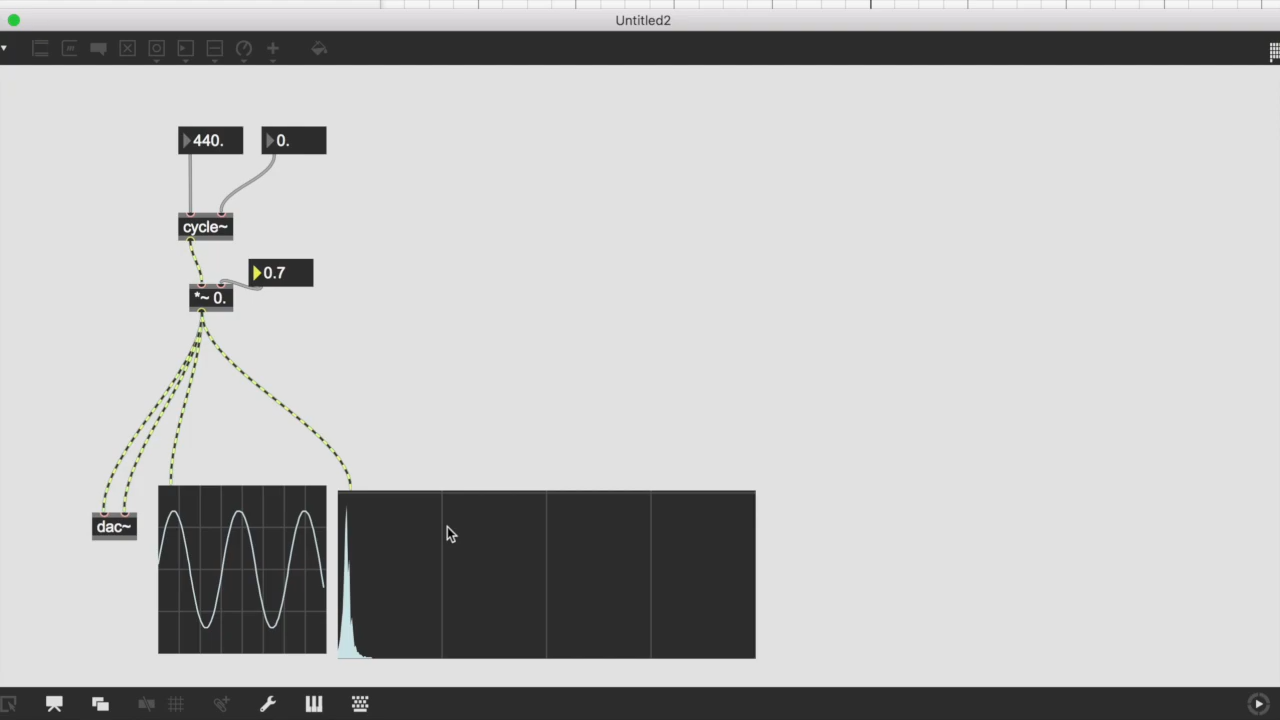 Untitled2
440.
0.
cycle~
0.7
*~ 0.
dac~